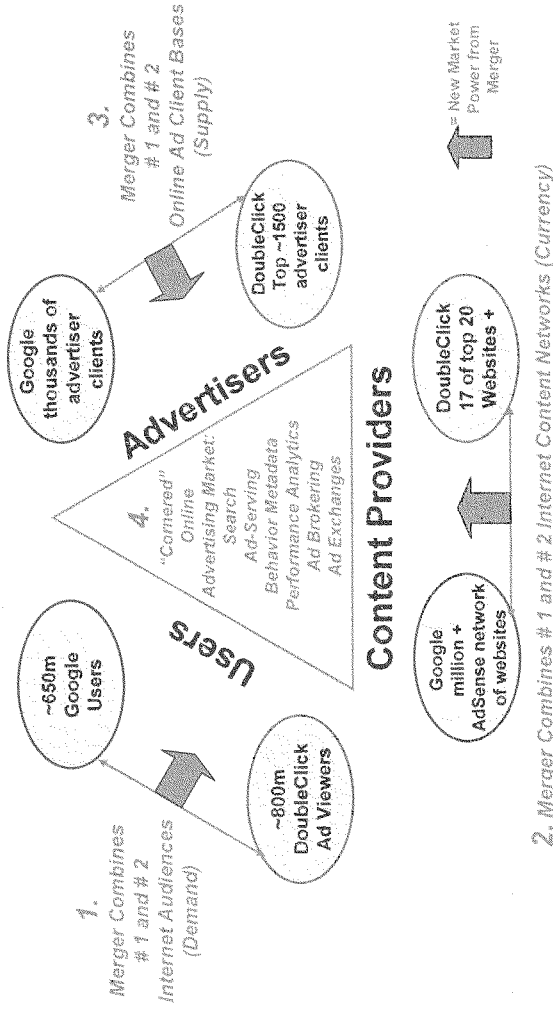 1.
Merger Combines
# 1 and # 2
Internet Audiences
(Demand)
~650m
Google
Users
~800m
DoubleClick
Ad Viewers
Users
4.
"Cornered"
Online
Advertising Market:
Search
Ad-Serving
Behavior Metadata
Performance Analytics
Ad Brokering
Ad Exchanges
Advertisers
Content Providers
Google
thousands of
advertiser
clients
DoubleClick
Top ~1500
advertiser
clients
3.
Merger Combines
# 1 and # 2
Online Ad Client Bases
(Supply)
Google
million +
AdSense network
of websites
DoubleClick
17 of top 20
Websites +
= New Market
Power from
Merger
2. Merger Combines # 1 and # 2 Internet Content Networks (Currency)